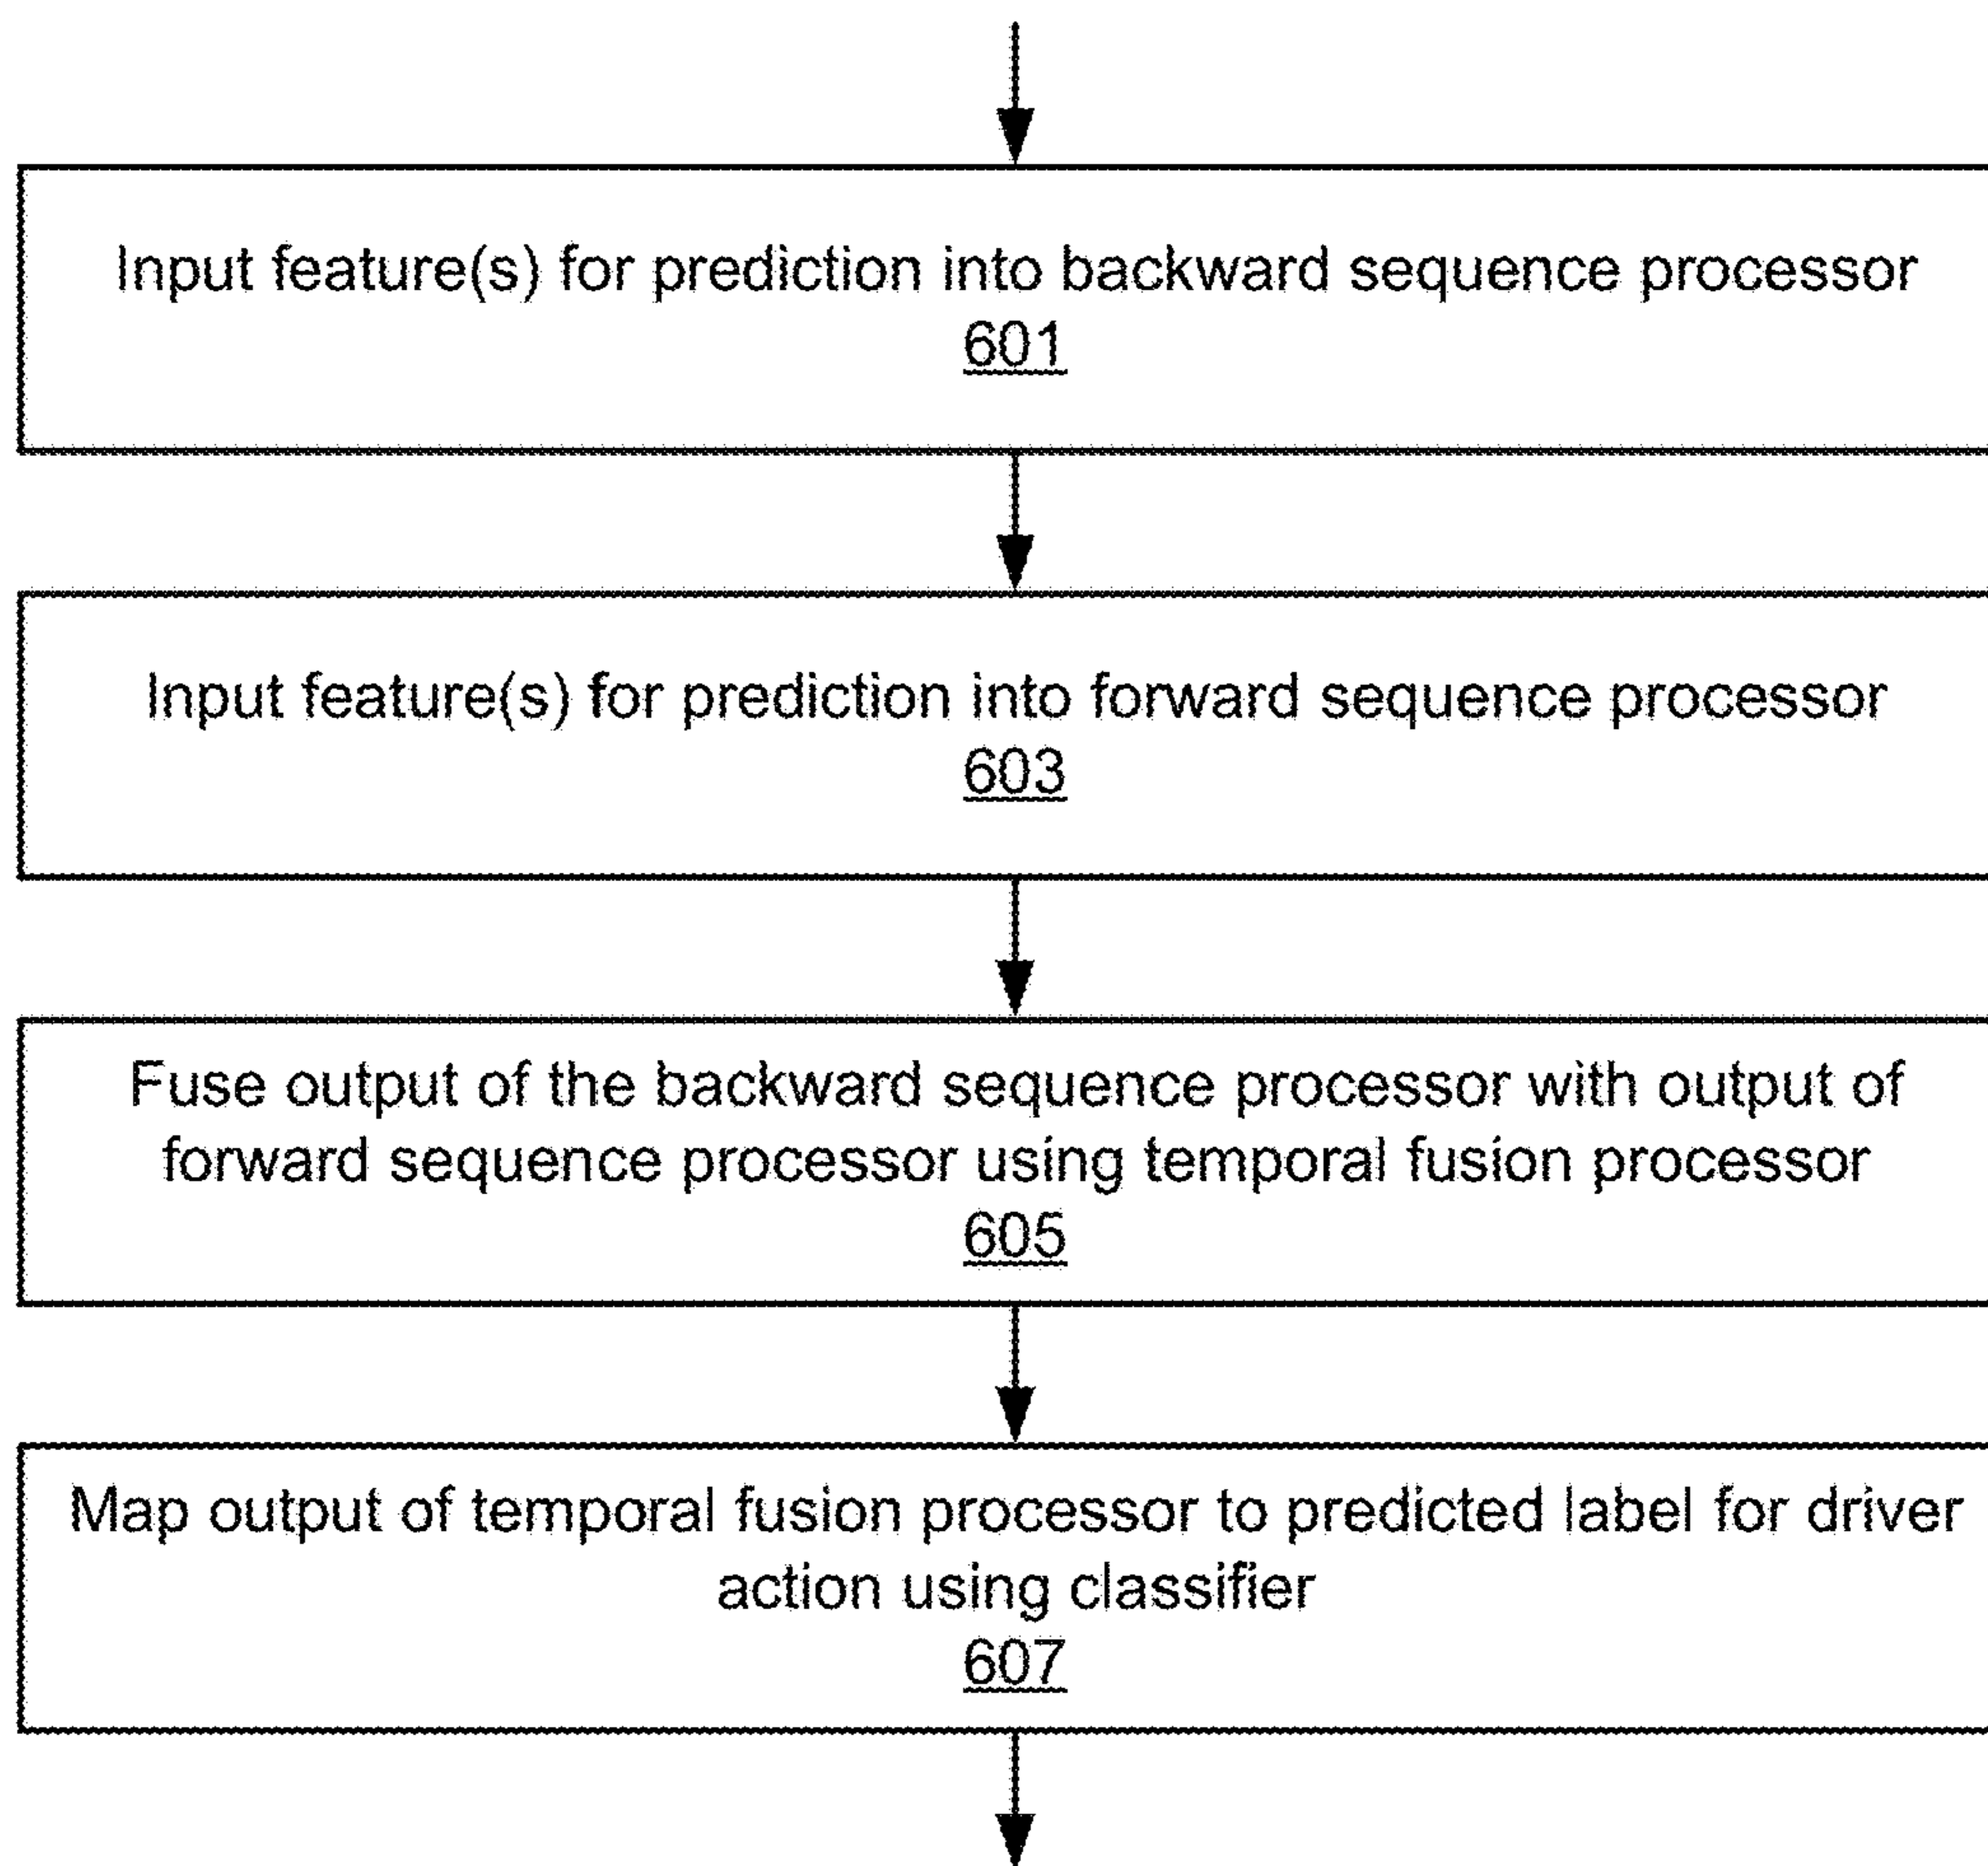 Input feature(s) for prediction into backward sequence processor
601
Input feature(s) for prediction into forward sequence processor
603
Fuse output of the backward sequence processor with output of
forward sequence processor using temporal fusion processor
605
Map output of temporal fusion processor to predicted label for driver
action using classifier
607